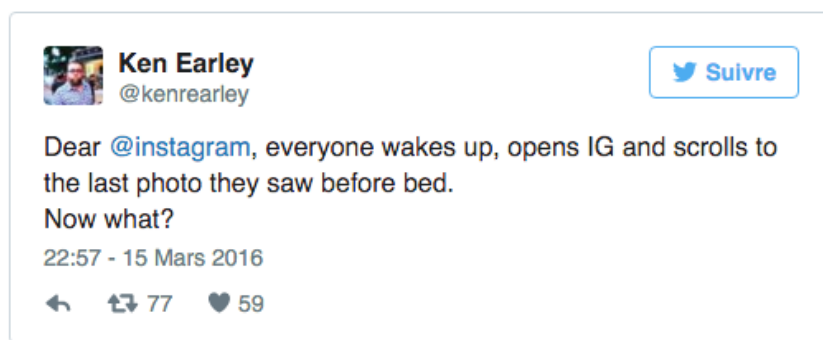 Ken Earley
@kenrearley
Suivre
Dear @instagram, everyone wakes up, opens IG and scrolls to
the last photo they saw before bed.
Now what?
22:57 - 15 Mars 2016
77 59